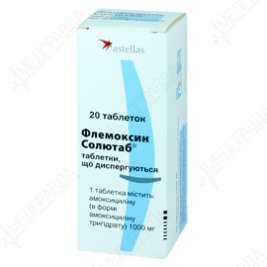 astellas
20 таблеток
Флемоксин
Солютаб®
таблетки,
що диспергуються
1 таблетка містить
амоксициліну
(в формі
амоксициліну
тригідрату) 1000 мг